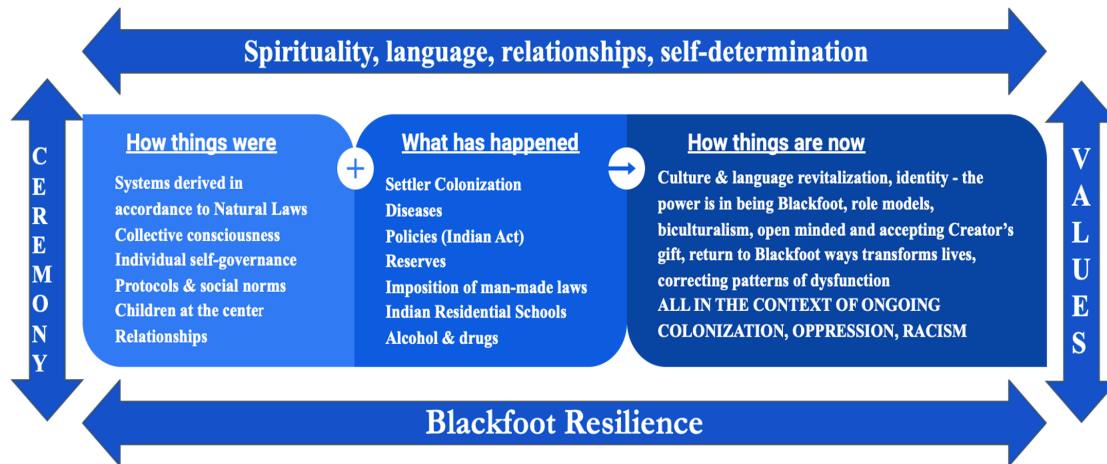 Spirituality, language, relationships, self-determination
CEREMONY
How things were
Systems derived in
accordance to Natural Laws
Collective consciousness
Individual self-governance
Protocols & social norms
Children at the center
Relationships
+
What has happened
Settler Colonization
Diseases
Policies (Indian Act)
Reserves
Imposition of man-made laws
Indian Residential Schools
Alcohol & drugs
How things are now
Culture & language revitalization, identity - the
power is in being Blackfoot, role models,
biculturalism, open minded and accepting Creator’s
gift, return to Blackfoot ways transforms lives,
correcting patterns of dysfunction
ALL IN THE CONTEXT OF ONGOING
COLONIZATION, OPPRESSION, RACISM
VALUES
Blackfoot Resilience